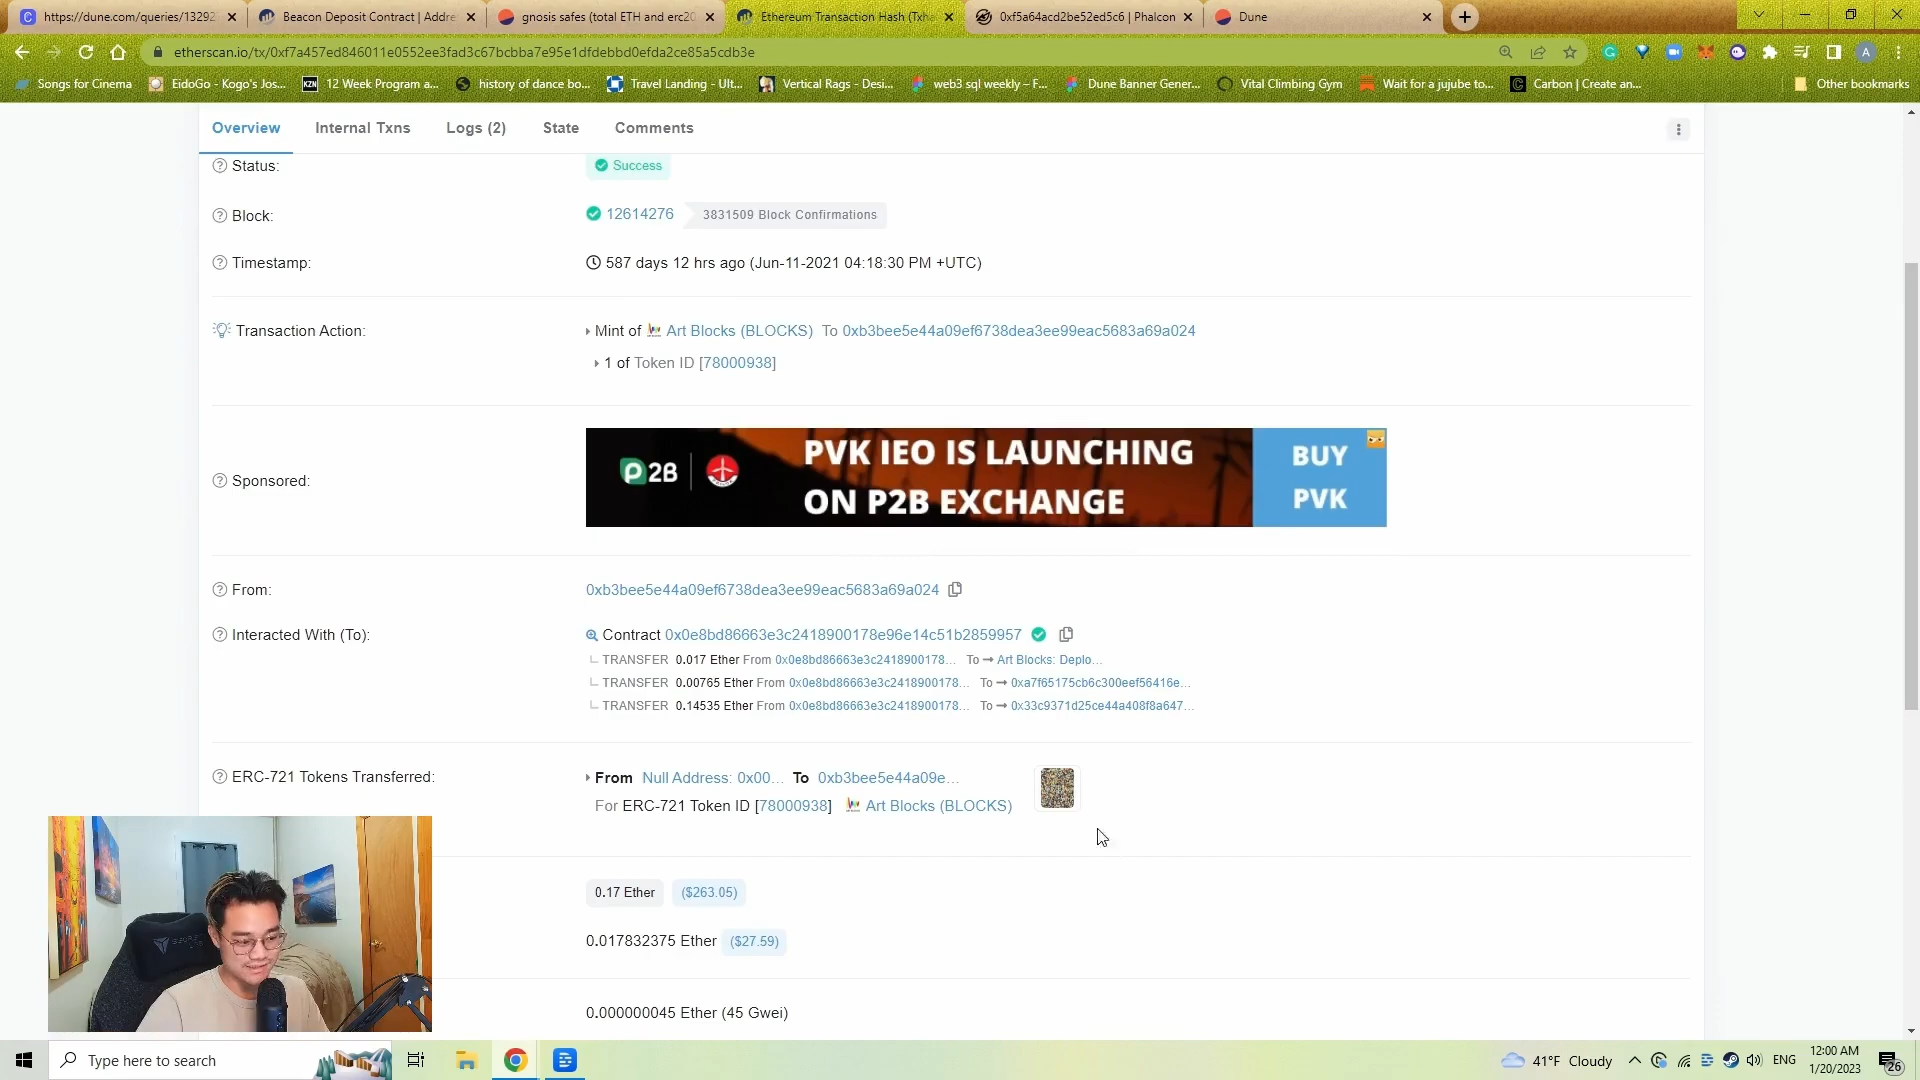 https://dune.com/queries/13292
Beacon Deposit Contract | Addre
gnosis safes (total ETH and erc20
Ethereum Transaction Hash (Txha
0xf5a64acd2be52ed5c6 | Phalcon
Dune
etherscan.io/tx/0xf7a457ed846011e0552ee3fad3c67bcbba7e95e1dfdebbd0efda2ce85a5cdb3e
A
Songs for Cinema
EidoGo - Kogo's Jos...
KZN
12 Week Program a...
history of dance bo...
Travel Landing - Ult...
Vertical Rags - Desi...
web3 sql weekly – F...
Dune Banner Gener...
Vital Climbing Gym
Wait for a jujube to...
Carbon | Create an...
Other bookmarks
Overview
Internal Txns
Logs (2)
State
Comments
Status:
Success
Block:
12614276
3831509 Block Confirmations
Timestamp:
587 days 12 hrs ago (Jun-11-2021 04:18:30 PM +UTC)
Transaction Action:
Mint of Art Blocks (BLOCKS) To 0xb3bee5e44a09ef6738dea3ee99eac5683a69a024
1 of Token ID [78000938]
Sponsored:
P2B
PVK IEO IS LAUNCHING
ON P2B EXCHANGE
BUY
PVK
From:
0xb3bee5e44a09ef6738dea3ee99eac5683a69a024
Interacted With (To):
Contract 0x0e8bd86663e3c2418900178e96e14c51b2859957
TRANSFER 0.017 Ether From 0x0e8bd86663e3c2418900178... To → Art Blocks: Deplo...
TRANSFER 0.00765 Ether From 0x0e8bd86663e3c2418900178... To → 0xa7f65175cb6c300eef56416e...
TRANSFER 0.14535 Ether From 0x0e8bd86663e3c2418900178... To → 0x33c9371d25ce44a408f8a647...
ERC-721 Tokens Transferred:
From Null Address: 0x00... To 0xb3bee5e44a09e...
For ERC-721 Token ID [78000938] Art Blocks (BLOCKS)
0.17 Ether
($263.05)
0.017832375 Ether
($27.59)
0.000000045 Ether (45 Gwei)
Type here to search
41°F Cloudy
ENG
12:00 AM
1/20/2023
26